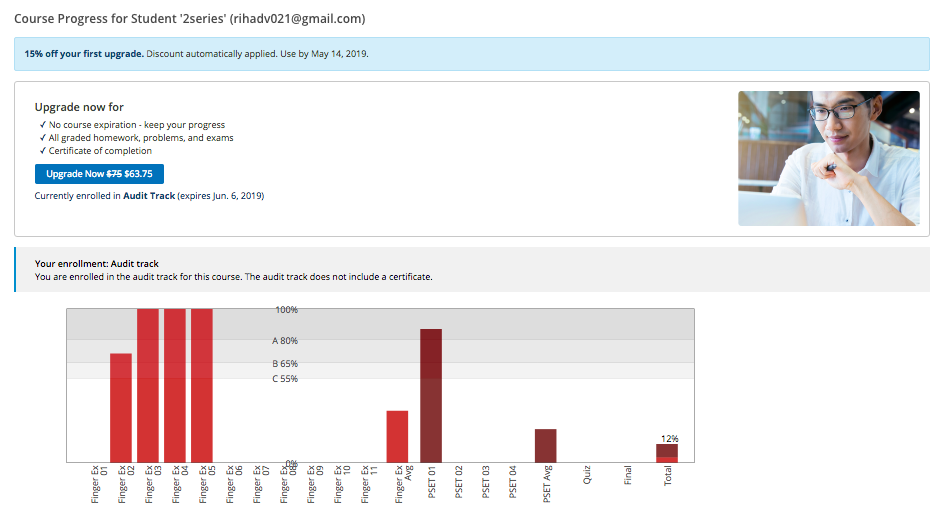 Course Progress for Student '2series' (rihadv021@gmail.com)
15% off your first upgrade. Discount automatically applied. Use by May 14, 2019.
Upgrade now for
✓ No course expiration - keep your progress
✓ All graded homework, problems, and exams
✓ Certificate of completion
Upgrade Now $75 $63.75
Currently enrolled in Audit Track (expires Jun. 6, 2019)
Your enrollment: Audit track
You are enrolled in the audit track for this course. The audit track does not include a certificate.
100%
A 80%
B 65%
C 55%
0%
12%
Finger Ex 01
Finger Ex 02
Finger Ex 03
Finger Ex 04
Finger Ex 05
Finger Ex 06
Finger Ex 07
Finger Ex 08
Finger Ex 09
Finger Ex 10
Finger Ex 11
Finger Ex Avg
PSET 01
PSET 02
PSET 03
PSET 04
PSET Avg
Quiz
Final
Total